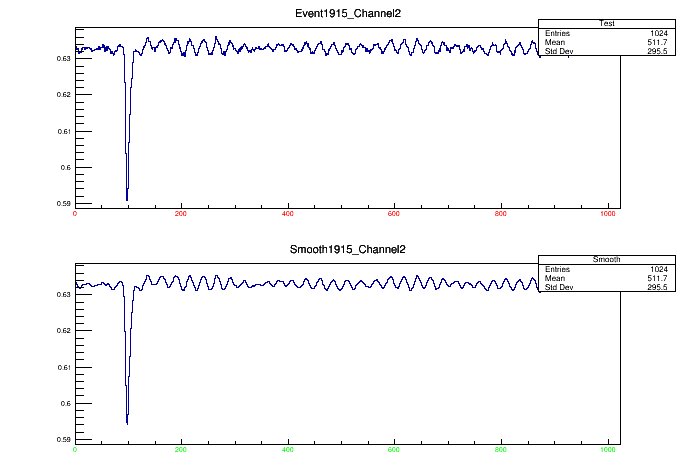 Event1915_Channel2
Test
Entries 1024
Mean 511.7
Std Dev 295.5
0.63
0.62
0.61
0.6
0.59
0 200 400 600 800 1000
Smooth1915_Channel2
Smooth
Entries 1024
Mean 511.7
Std Dev 295.5
0.63
0.62
0.61
0.6
0.59
0 200 400 600 800 1000